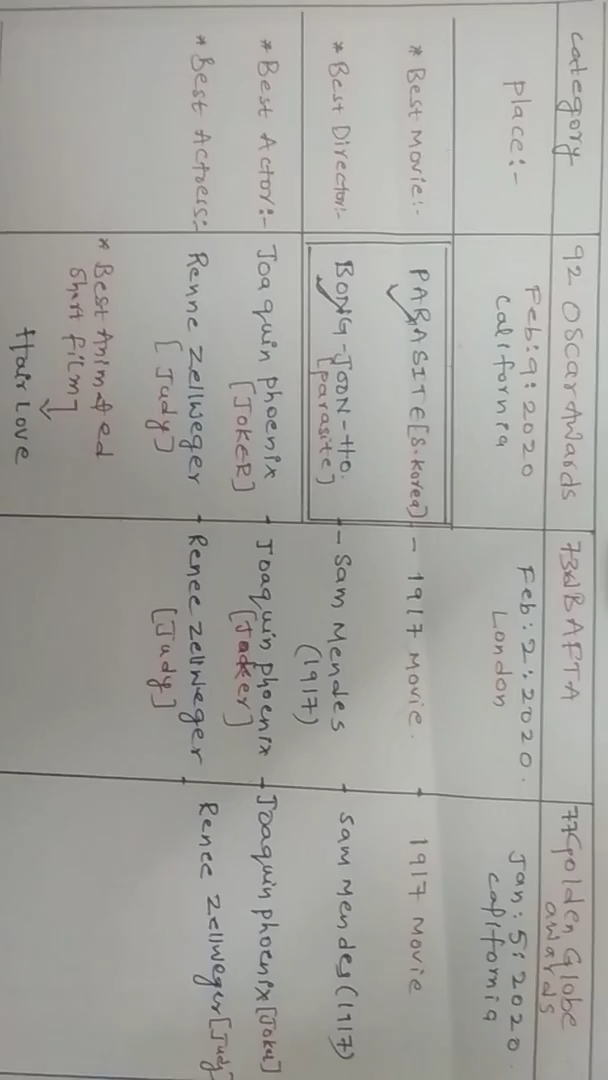 category
92 OSCAR AWARDS
73rd BAFTA
77 Golden Globe
awards
place:-
Feb:9:2020
California
Feb:2:2020.
London
Jan:5:2020
California
* Best Movie:-
PARASITE [S.Korea]
- 1917 Movie.
- 1917 Movie
* Best Director:-
BONG-JOON-HO.
[parasite]
- Sam Mendes
(1917)
- Sam Mendes (1917)
* Best Actor:-
Joaquin phoenix
[JOKER]
- Joaquin phoenix
[Jocker]
- Joaquin phoenix [Joker]
* Best Actress:
Renne Zellweger
[Judy]
- Renee Zellweger
[Judy]
- Renee Zellweger [Judy]
* Best Animated
Short film]
↓
Hair Love